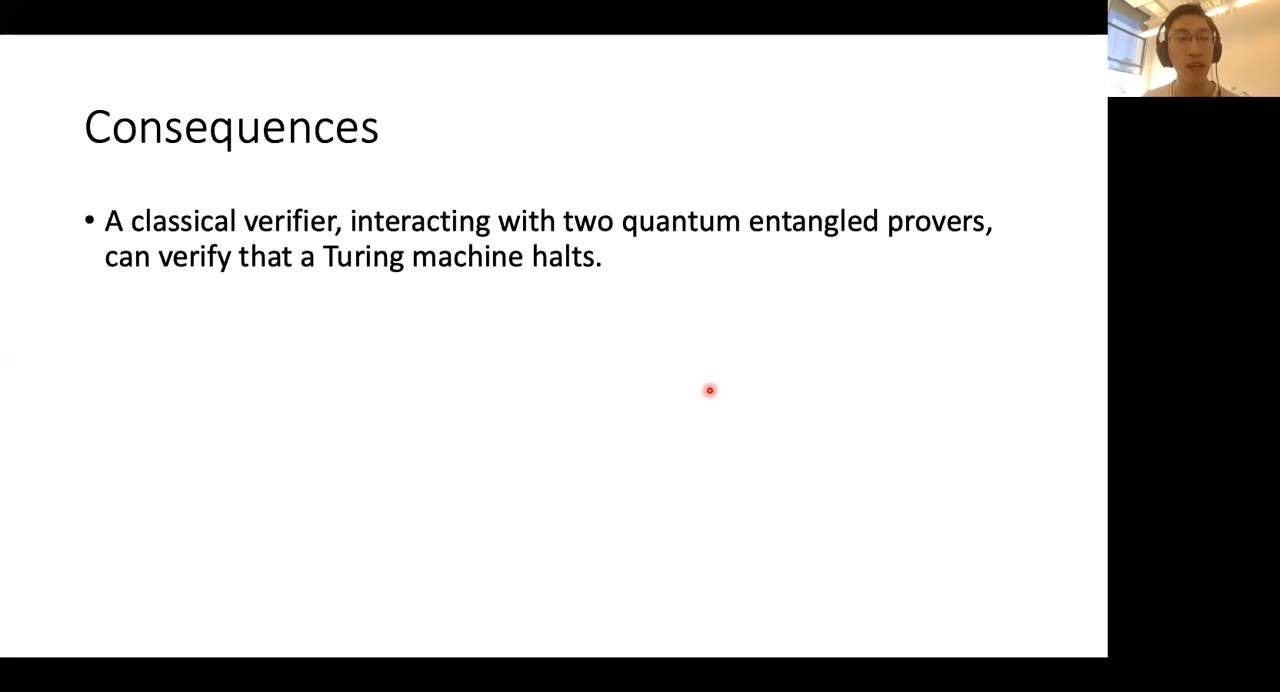 Consequences
• A classical verifier, interacting with two quantum entangled provers,
can verify that a Turing machine halts.